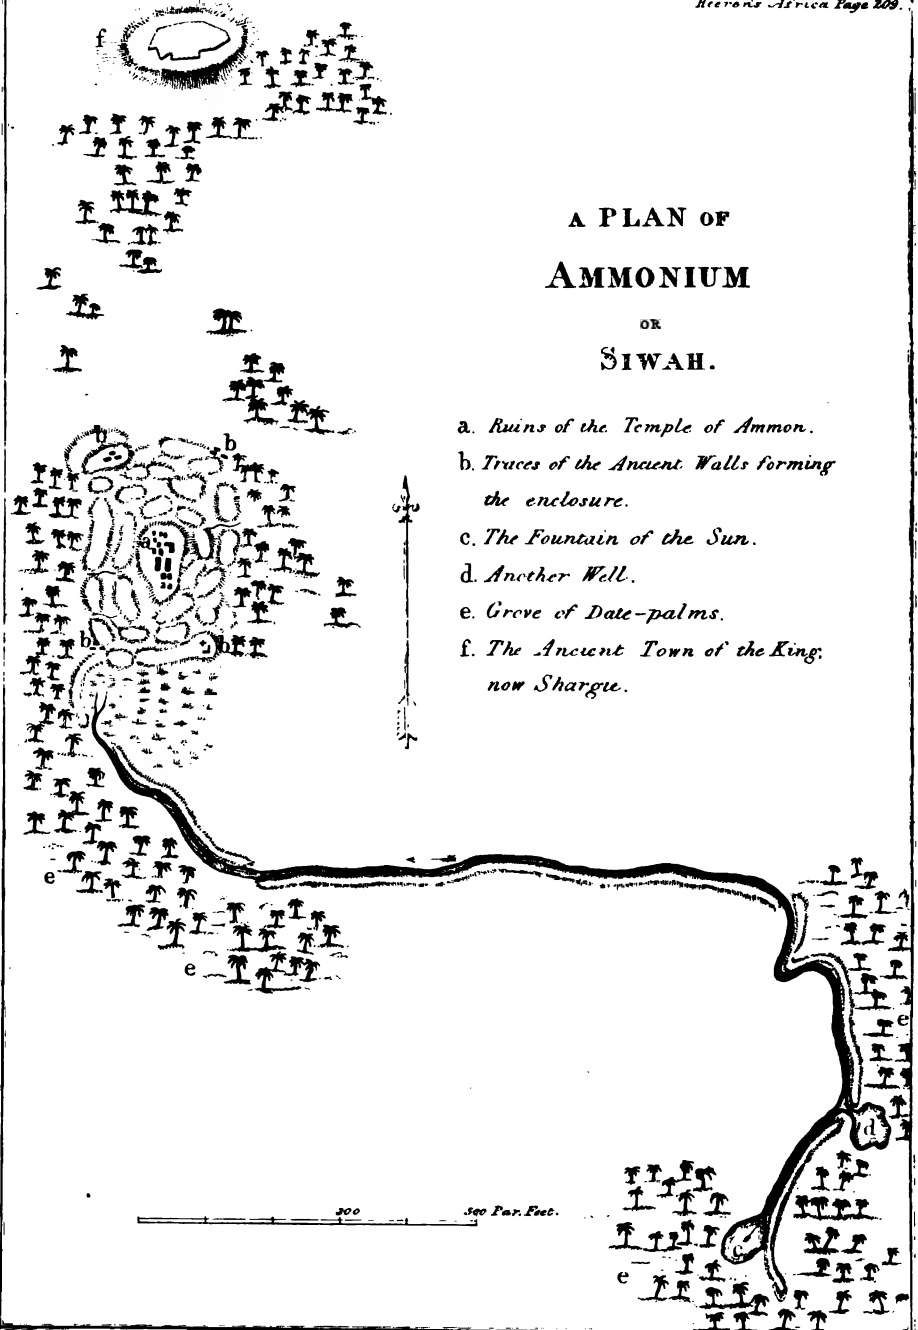 Heeren's Africa Page 209.
f
A PLAN OF
AMMONIUM
OR
SIWAH.
a. Ruins of the Temple of Ammon.
b. Traces of the Ancient Walls forming
the enclosure.
c. The Fountain of the Sun.
d. Another Well.
e. Grove of Date-palms.
f. The Ancient Town of the King,
now Shargie.
b
b
a
b
b
e
e
e
d
300 500 Par. Feet.
c
e